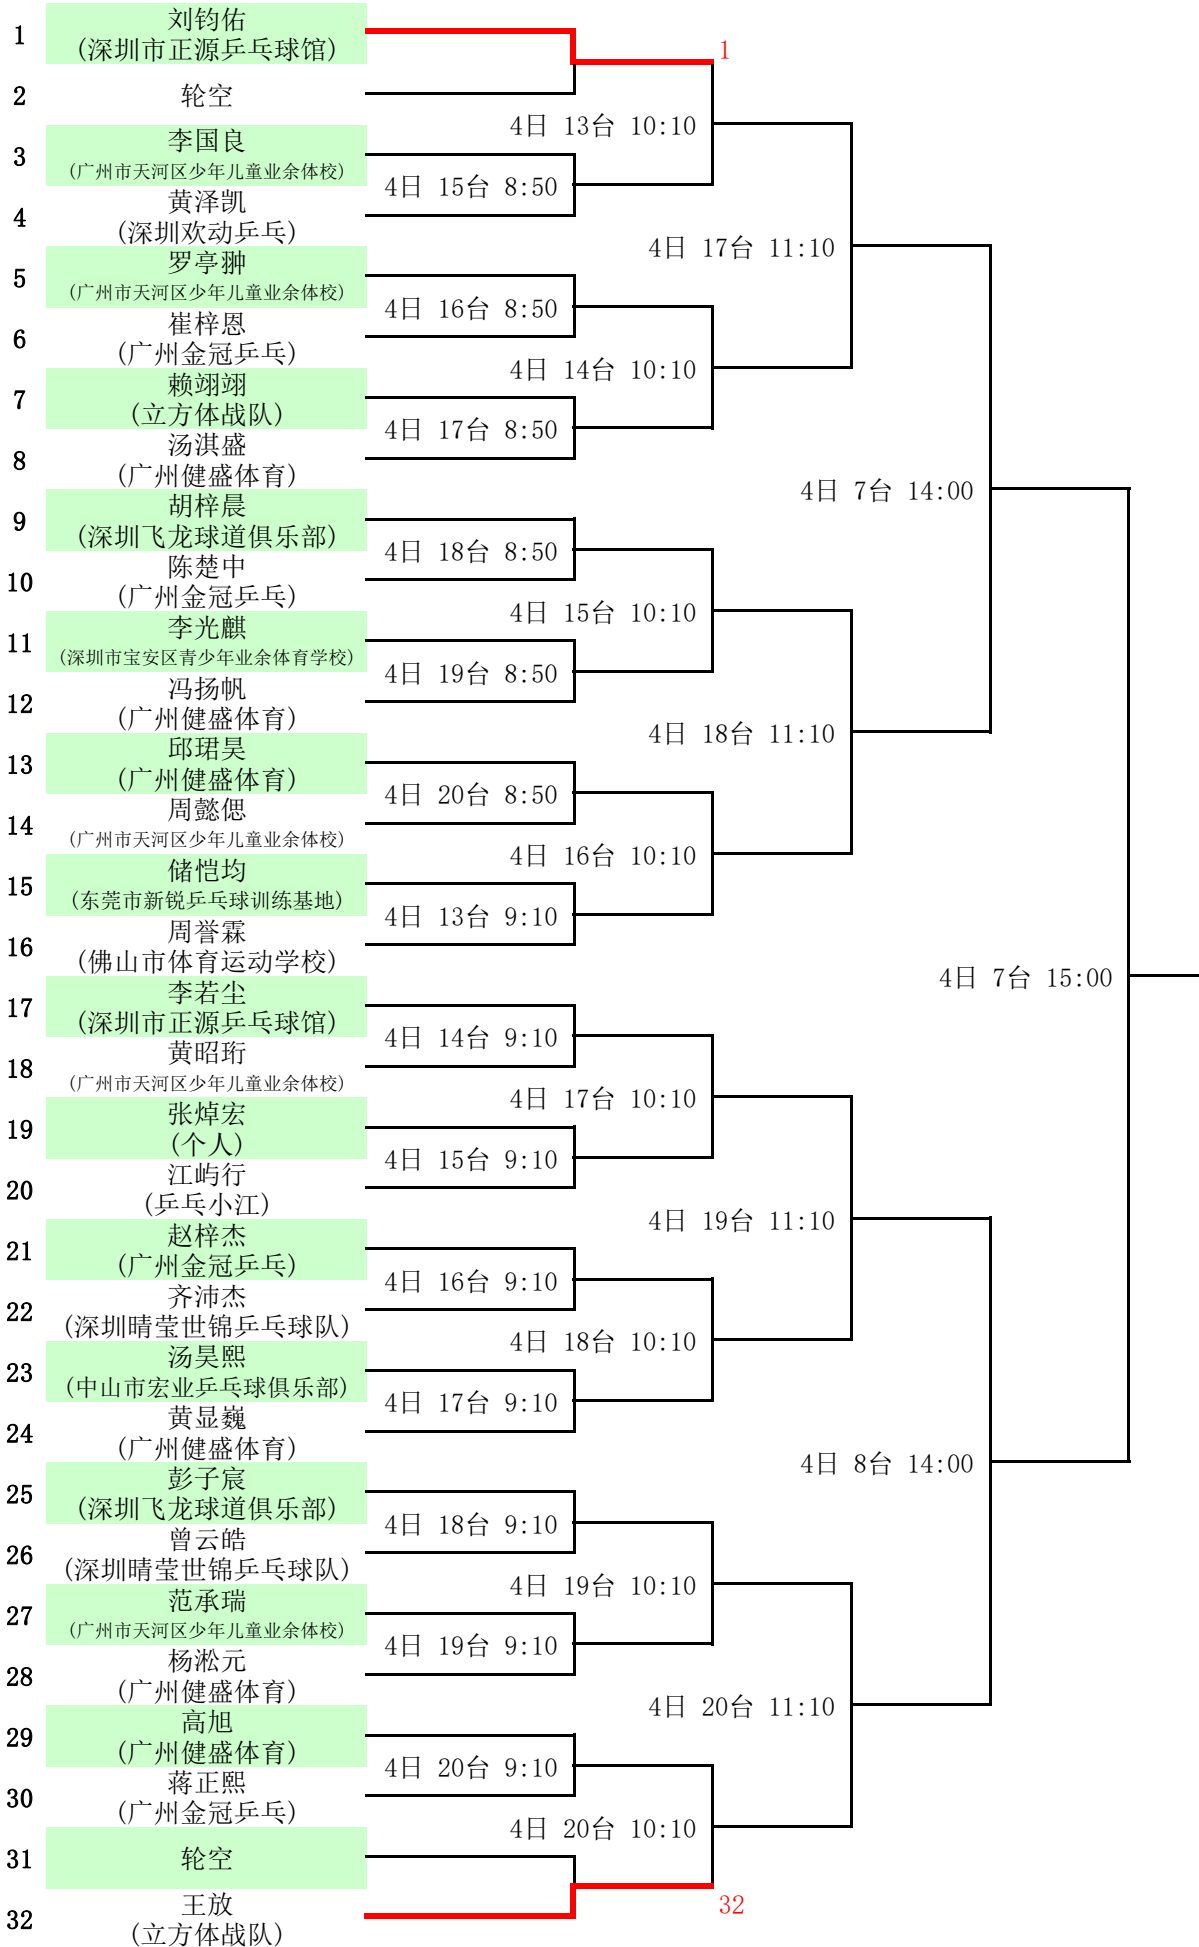 1
刘钧佑
(深圳市正源乒乓球馆)
1
2
轮空
4日 13台 10:10
3
李国良
(广州市天河区少年儿童业余体校)
4日 15台 8:50
4
黄泽凯
(深圳欢动乒乓)
4日 17台 11:10
5
罗亭翀
(广州市天河区少年儿童业余体校)
4日 16台 8:50
6
崔梓恩
(广州金冠乒乓)
4日 14台 10:10
7
赖翊翊
(立方体战队)
4日 17台 8:50
8
汤淇盛
(广州健盛体育)
4日 7台 14:00
9
胡梓晨
(深圳飞龙球道俱乐部)
4日 18台 8:50
10
陈楚中
(广州金冠乒乓)
4日 15台 10:10
11
李光麒
(深圳市宝安区青少年业余体育学校)
4日 19台 8:50
12
冯扬帆
(广州健盛体育)
4日 18台 11:10
13
邱珺昊
(广州健盛体育)
4日 20台 8:50
14
周懿偲
(广州市天河区少年儿童业余体校)
4日 16台 10:10
15
储恺均
(东莞市新锐乒乓球训练基地)
4日 13台 9:10
16
周誉霖
(佛山市体育运动学校)
4日 7台 15:00
17
李若尘
(深圳市正源乒乓球馆)
4日 14台 9:10
18
黄昭珩
(广州市天河区少年儿童业余体校)
4日 17台 10:10
19
张焯宏
(个人)
4日 15台 9:10
20
江屿行
(乒乓小江)
4日 19台 11:10
21
赵梓杰
(广州金冠乒乓)
4日 16台 9:10
22
齐沛杰
(深圳晴莹世锦乒乓球队)
4日 18台 10:10
23
汤昊熙
(中山市宏业乒乓球俱乐部)
4日 17台 9:10
24
黄显巍
(广州健盛体育)
4日 8台 14:00
25
彭子宸
(深圳飞龙球道俱乐部)
4日 18台 9:10
26
曾云皓
(深圳晴莹世锦乒乓球队)
4日 19台 10:10
27
范承瑞
(广州市天河区少年儿童业余体校)
4日 19台 9:10
28
杨淞元
(广州健盛体育)
4日 20台 11:10
29
高旭
(广州健盛体育)
4日 20台 9:10
30
蒋正熙
(广州金冠乒乓)
4日 20台 10:10
31
轮空
32
王放
(立方体战队)
32